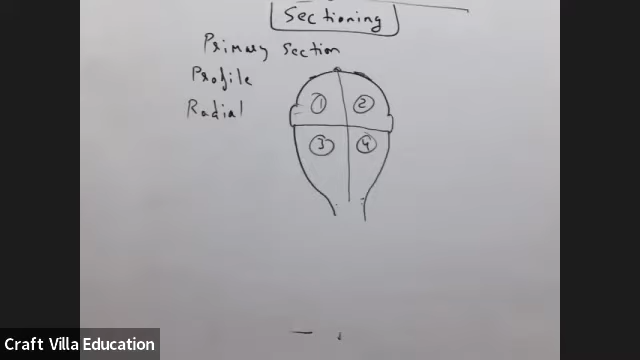 Sectioning
Primary Section
Profile
Radial
1 2
3 4
Craft Villa Education